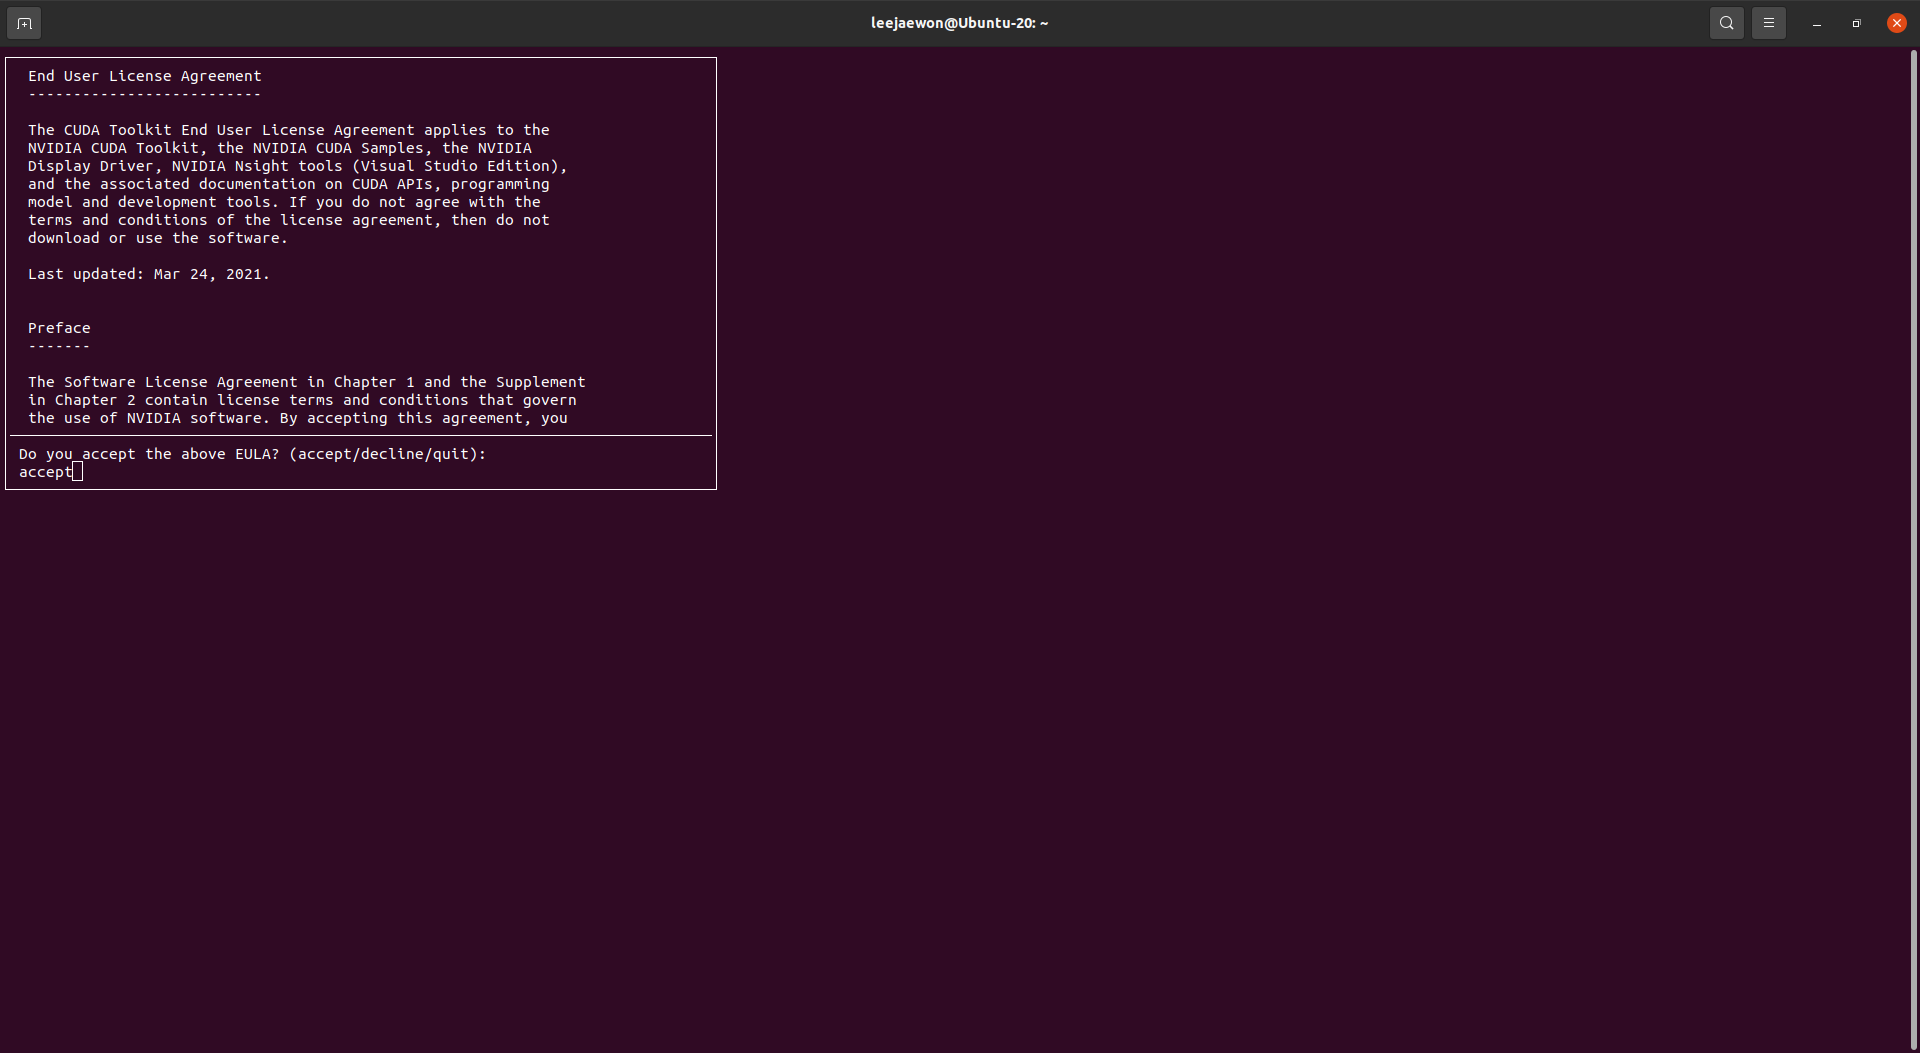 leejaewon@Ubuntu-20: ~
End User License Agreement
--------------------------
The CUDA Toolkit End User License Agreement applies to the
NVIDIA CUDA Toolkit, the NVIDIA CUDA Samples, the NVIDIA
Display Driver, NVIDIA Nsight tools (Visual Studio Edition),
and the associated documentation on CUDA APIs, programming
model and development tools. If you do not agree with the
terms and conditions of the license agreement, then do not
download or use the software.
Last updated: Mar 24, 2021.
Preface
-------
The Software License Agreement in Chapter 1 and the Supplement
in Chapter 2 contain license terms and conditions that govern
the use of NVIDIA software. By accepting this agreement, you
Do you accept the above EULA? (accept/decline/quit):
accept